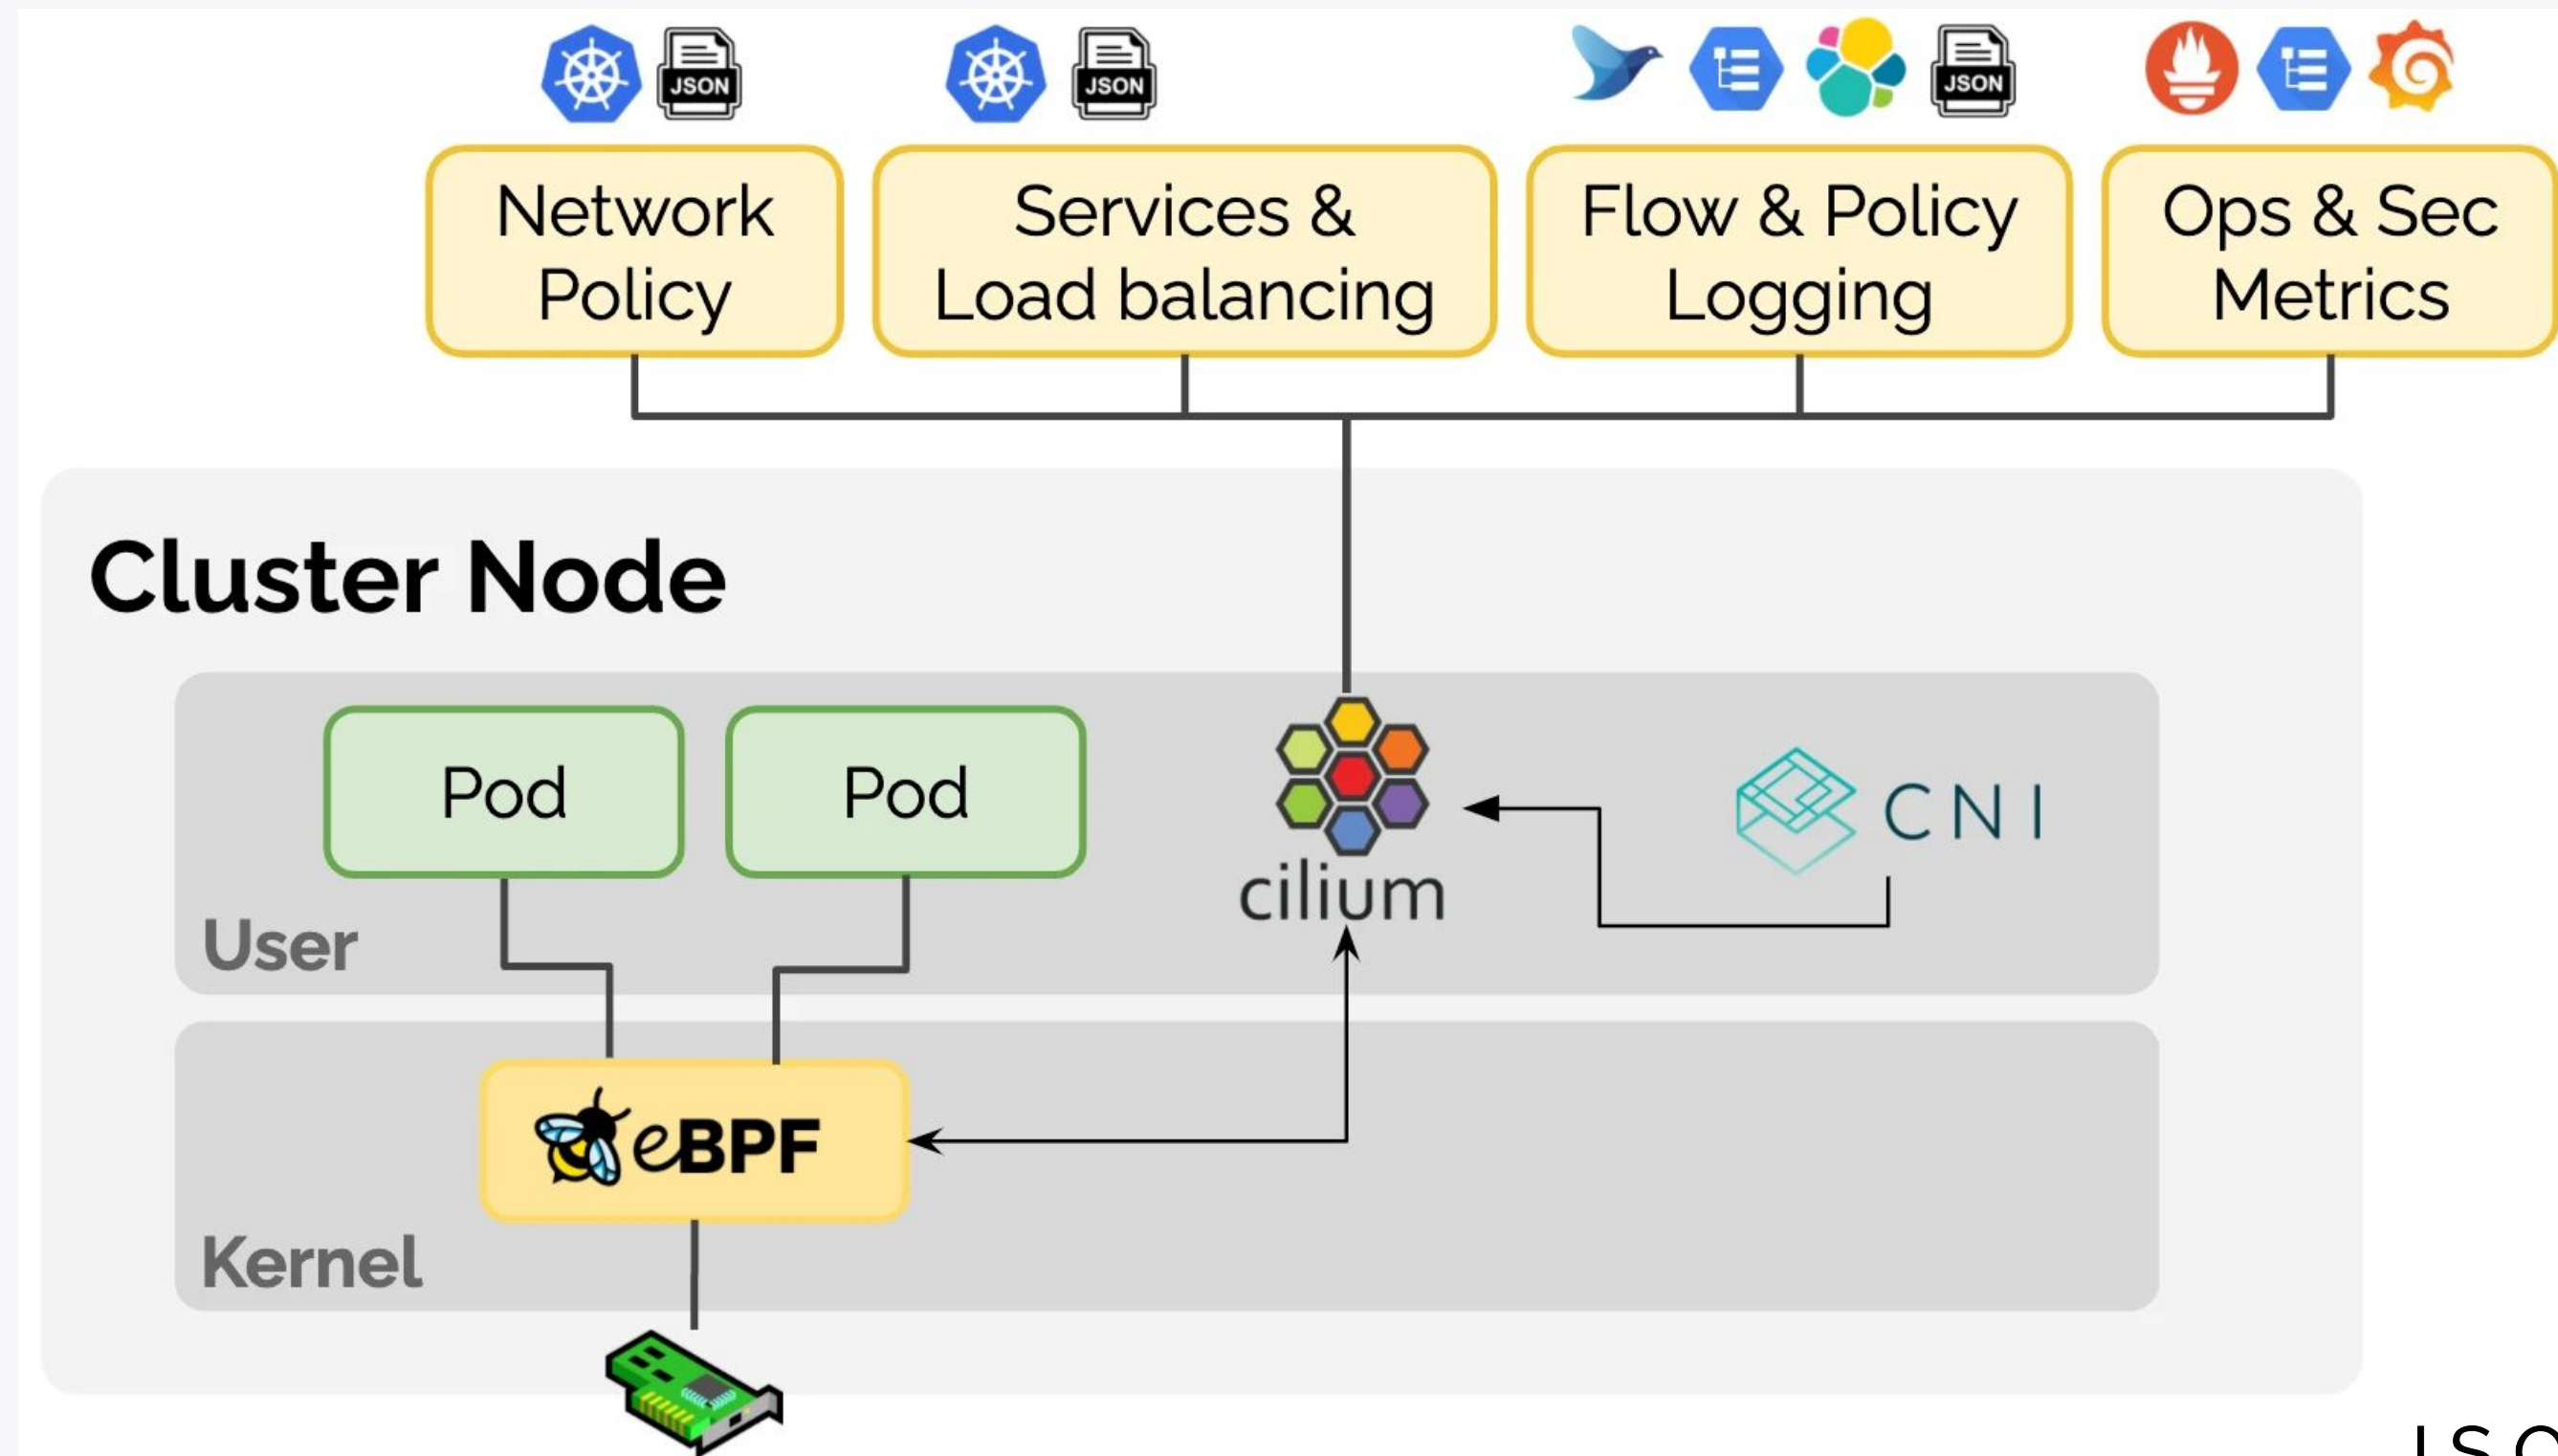 JSON
JSON
JSON
Network
Policy
Services &
Load balancing
Flow & Policy
Logging
Ops & Sec
Metrics
Cluster Node
Pod
Pod
cilium
CNI
User
eBPF
Kernel